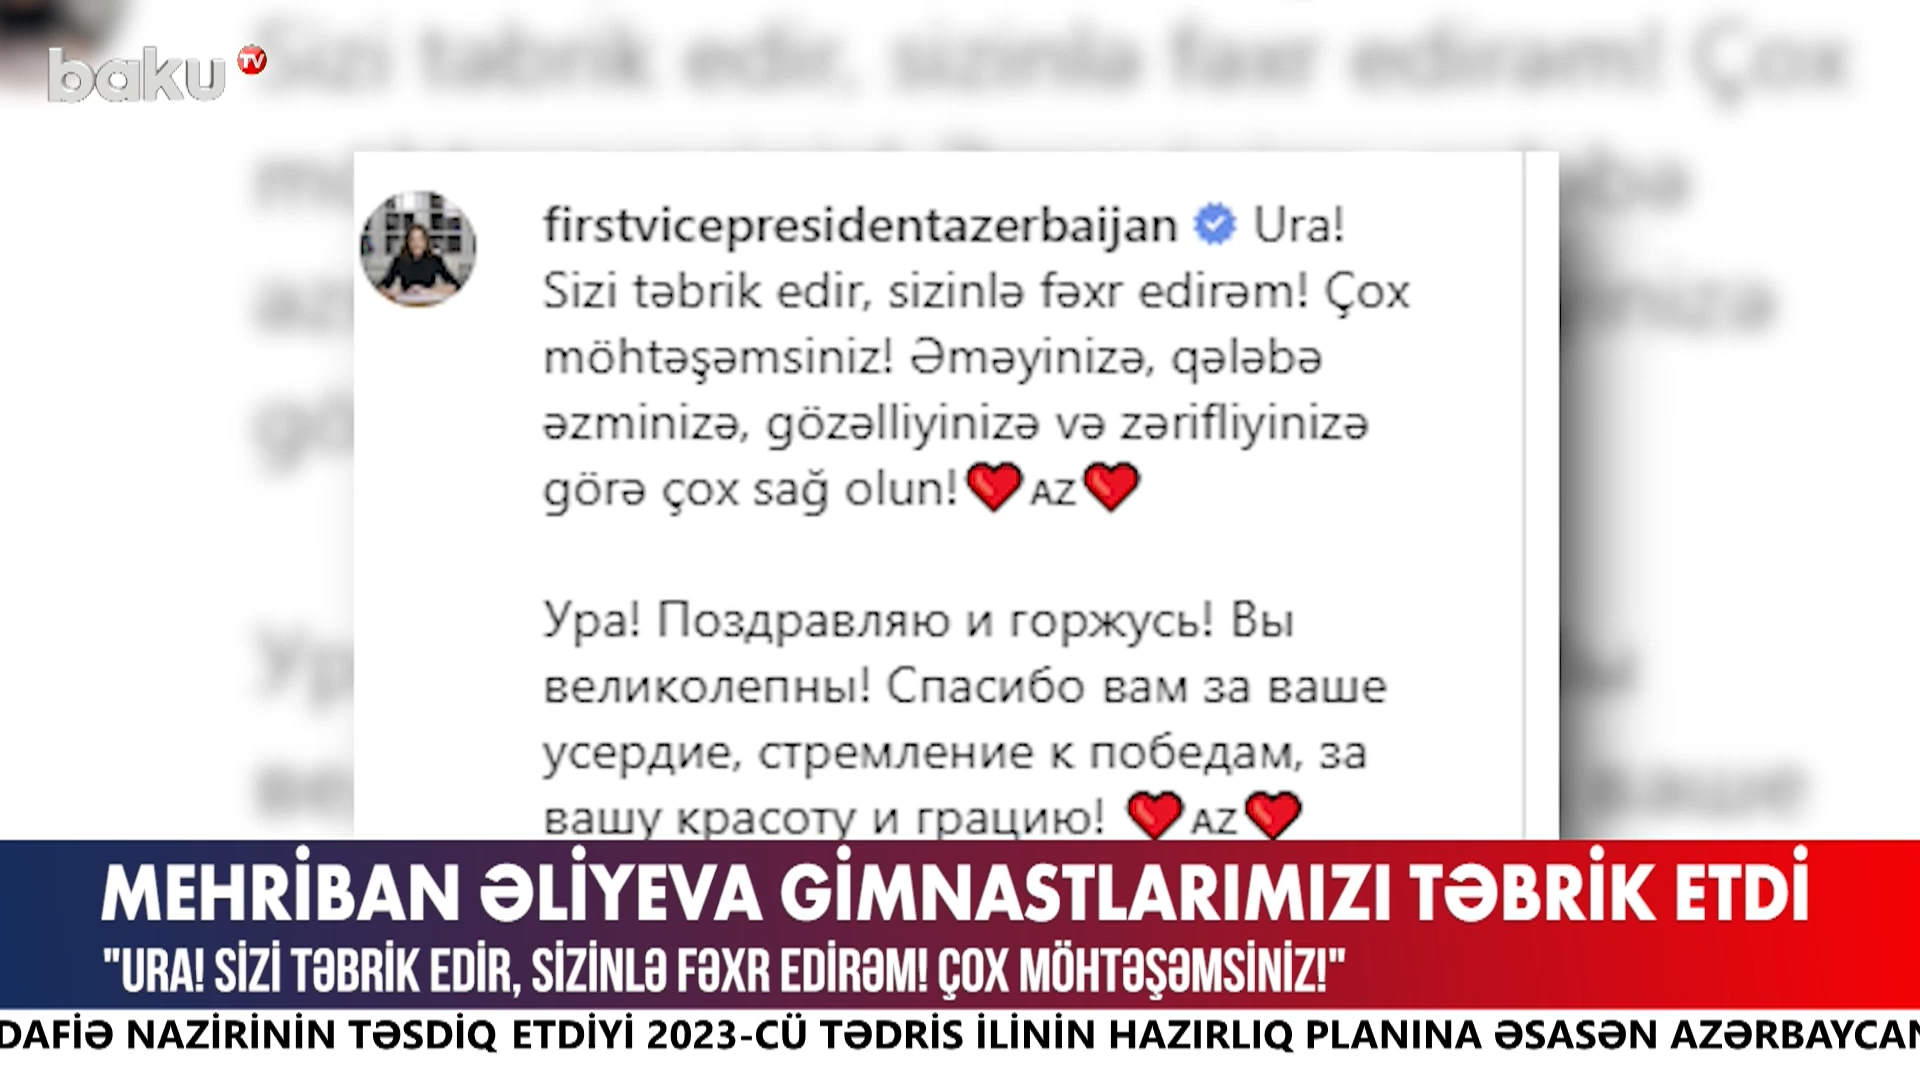 baku TV
firstvicepresidentazerbaijan Ura!
Sizi təbrik edir, sizinlə fəxr edirəm! Çox
möhtəşəmsiniz! Əməyinizə, qələbə
əzminizə, gözəlliyinizə və zərifliyinizə
görə çox sağ olun!❤️AZ❤️
Ура! Поздравляю и горжусь! Вы
великолепны! Спасибо вам за ваше
усердие, стремление к победам, за
вашу красоту и грацию! ❤️AZ❤️
MEHRİBAN ƏLİYEVA GİMNASTLARIMIZI TƏBRİK ETDİ
"URA! SİZİ TƏBRİK EDİR, SİZİNLƏ FƏXR EDİRƏM! ÇOX MÖHTƏŞƏMSİNİZ!"
DAFİƏ NAZİRİNİN TƏSDİQ ETDİYİ 2023-CÜ TƏDRİS İLİNİN HAZIRLIQ PLANINA ƏSASƏN AZƏRBAYCAN